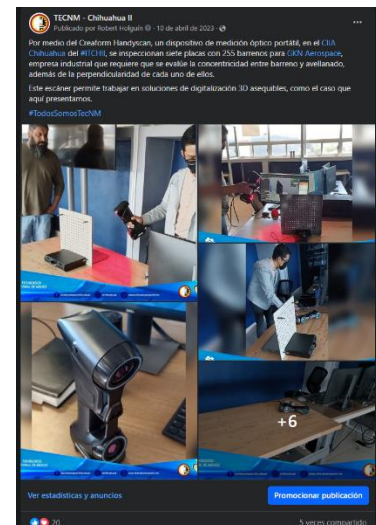 TECNM - Chihuahua II
Publicado por Robert Holguin · 10 de abril de 2023 ·
Por medio del Creaform Handyscan, un dispositivo de medición óptico portátil, en el CIIA
Chihuahua del #ITCHII, se inspeccionan siete placas con 255 barrenos para GKN Aerospace,
empresa industrial que requiere que se evalúe la concentricidad entre barreno y avellanado,
además de la perpendicularidad de cada uno de ellos.
Este escáner permite trabajar en soluciones de digitalización 3D asequibles, como el caso que
aquí presentamos.
#TodosSomosTecNM
+6
Ver estadísticas y anuncios
Promocionar publicación
20
5 veces compartido